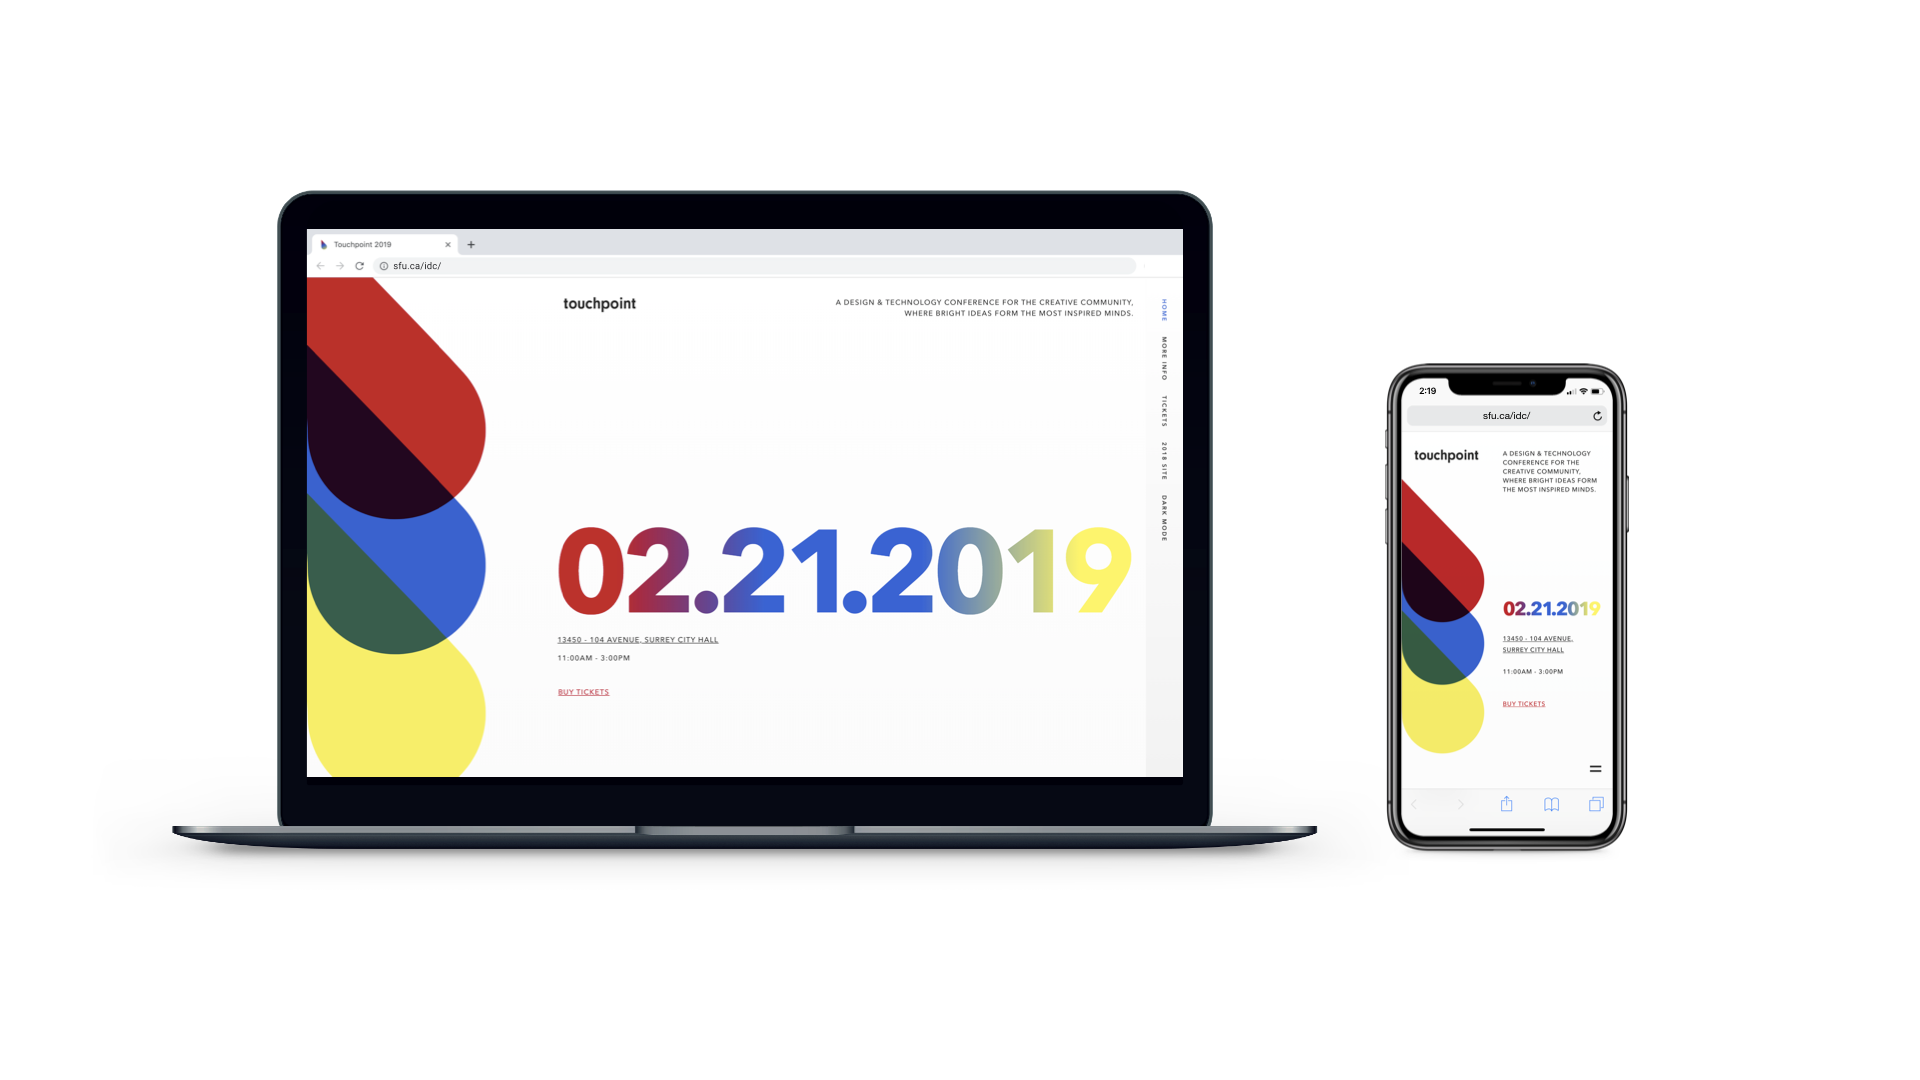 Touchpoint 2019
sfu.ca/idc/
touchpoint
A DESIGN & TECHNOLOGY CONFERENCE FOR THE CREATIVE COMMUNITY,
WHERE BRIGHT IDEAS FORM THE MOST INSPIRED MINDS.
HOME
MORE INFO
TICKETS
2018 SITE
DARK MODE
02.21.2019
13450 - 104 AVENUE, SURREY CITY HALL
11:00AM - 3:00PM
BUY TICKETS
2:19
sfu.ca/idc/
touchpoint
A DESIGN & TECHNOLOGY
CONFERENCE FOR THE
CREATIVE COMMUNITY,
WHERE BRIGHT IDEAS FORM
THE MOST INSPIRED MINDS.
02.21.2019
13450 - 104 AVENUE,
SURREY CITY HALL
11:00AM - 3:00PM
BUY TICKETS